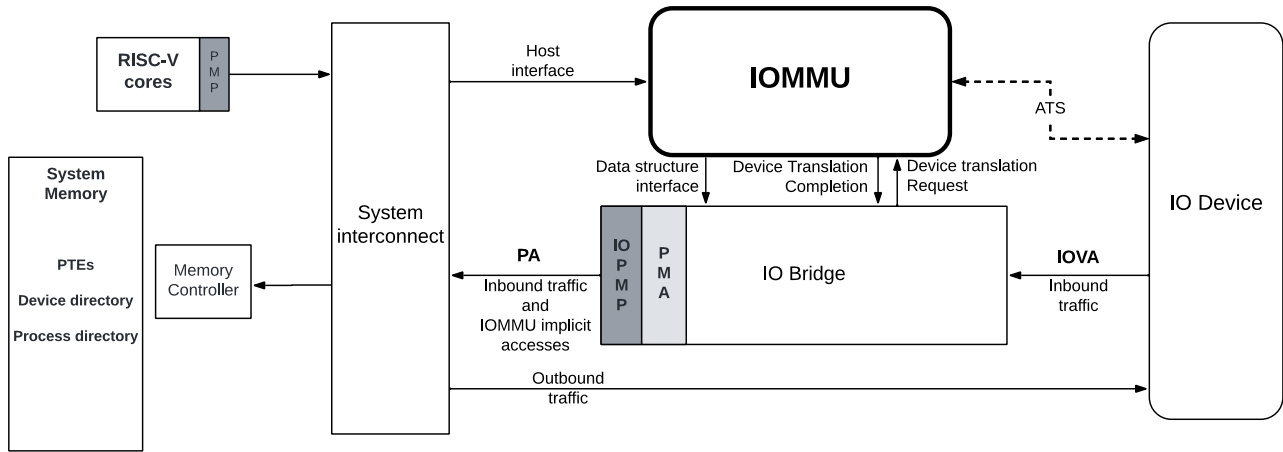 RISC-V
cores
P
M
P
System
Memory
PTEs
Device directory
Process directory
Memory
Controller
System
interconnect
Host
interface
IOMMU
ATS
Data structure
interface
Device Translation
Completion
Device translation
Request
IO Device
IO
P
M
P
P
M
A
IO Bridge
PA
Inbound traffic
and
IOMMU implicit
accesses
IOVA
Inbound
traffic
Outbound
traffic